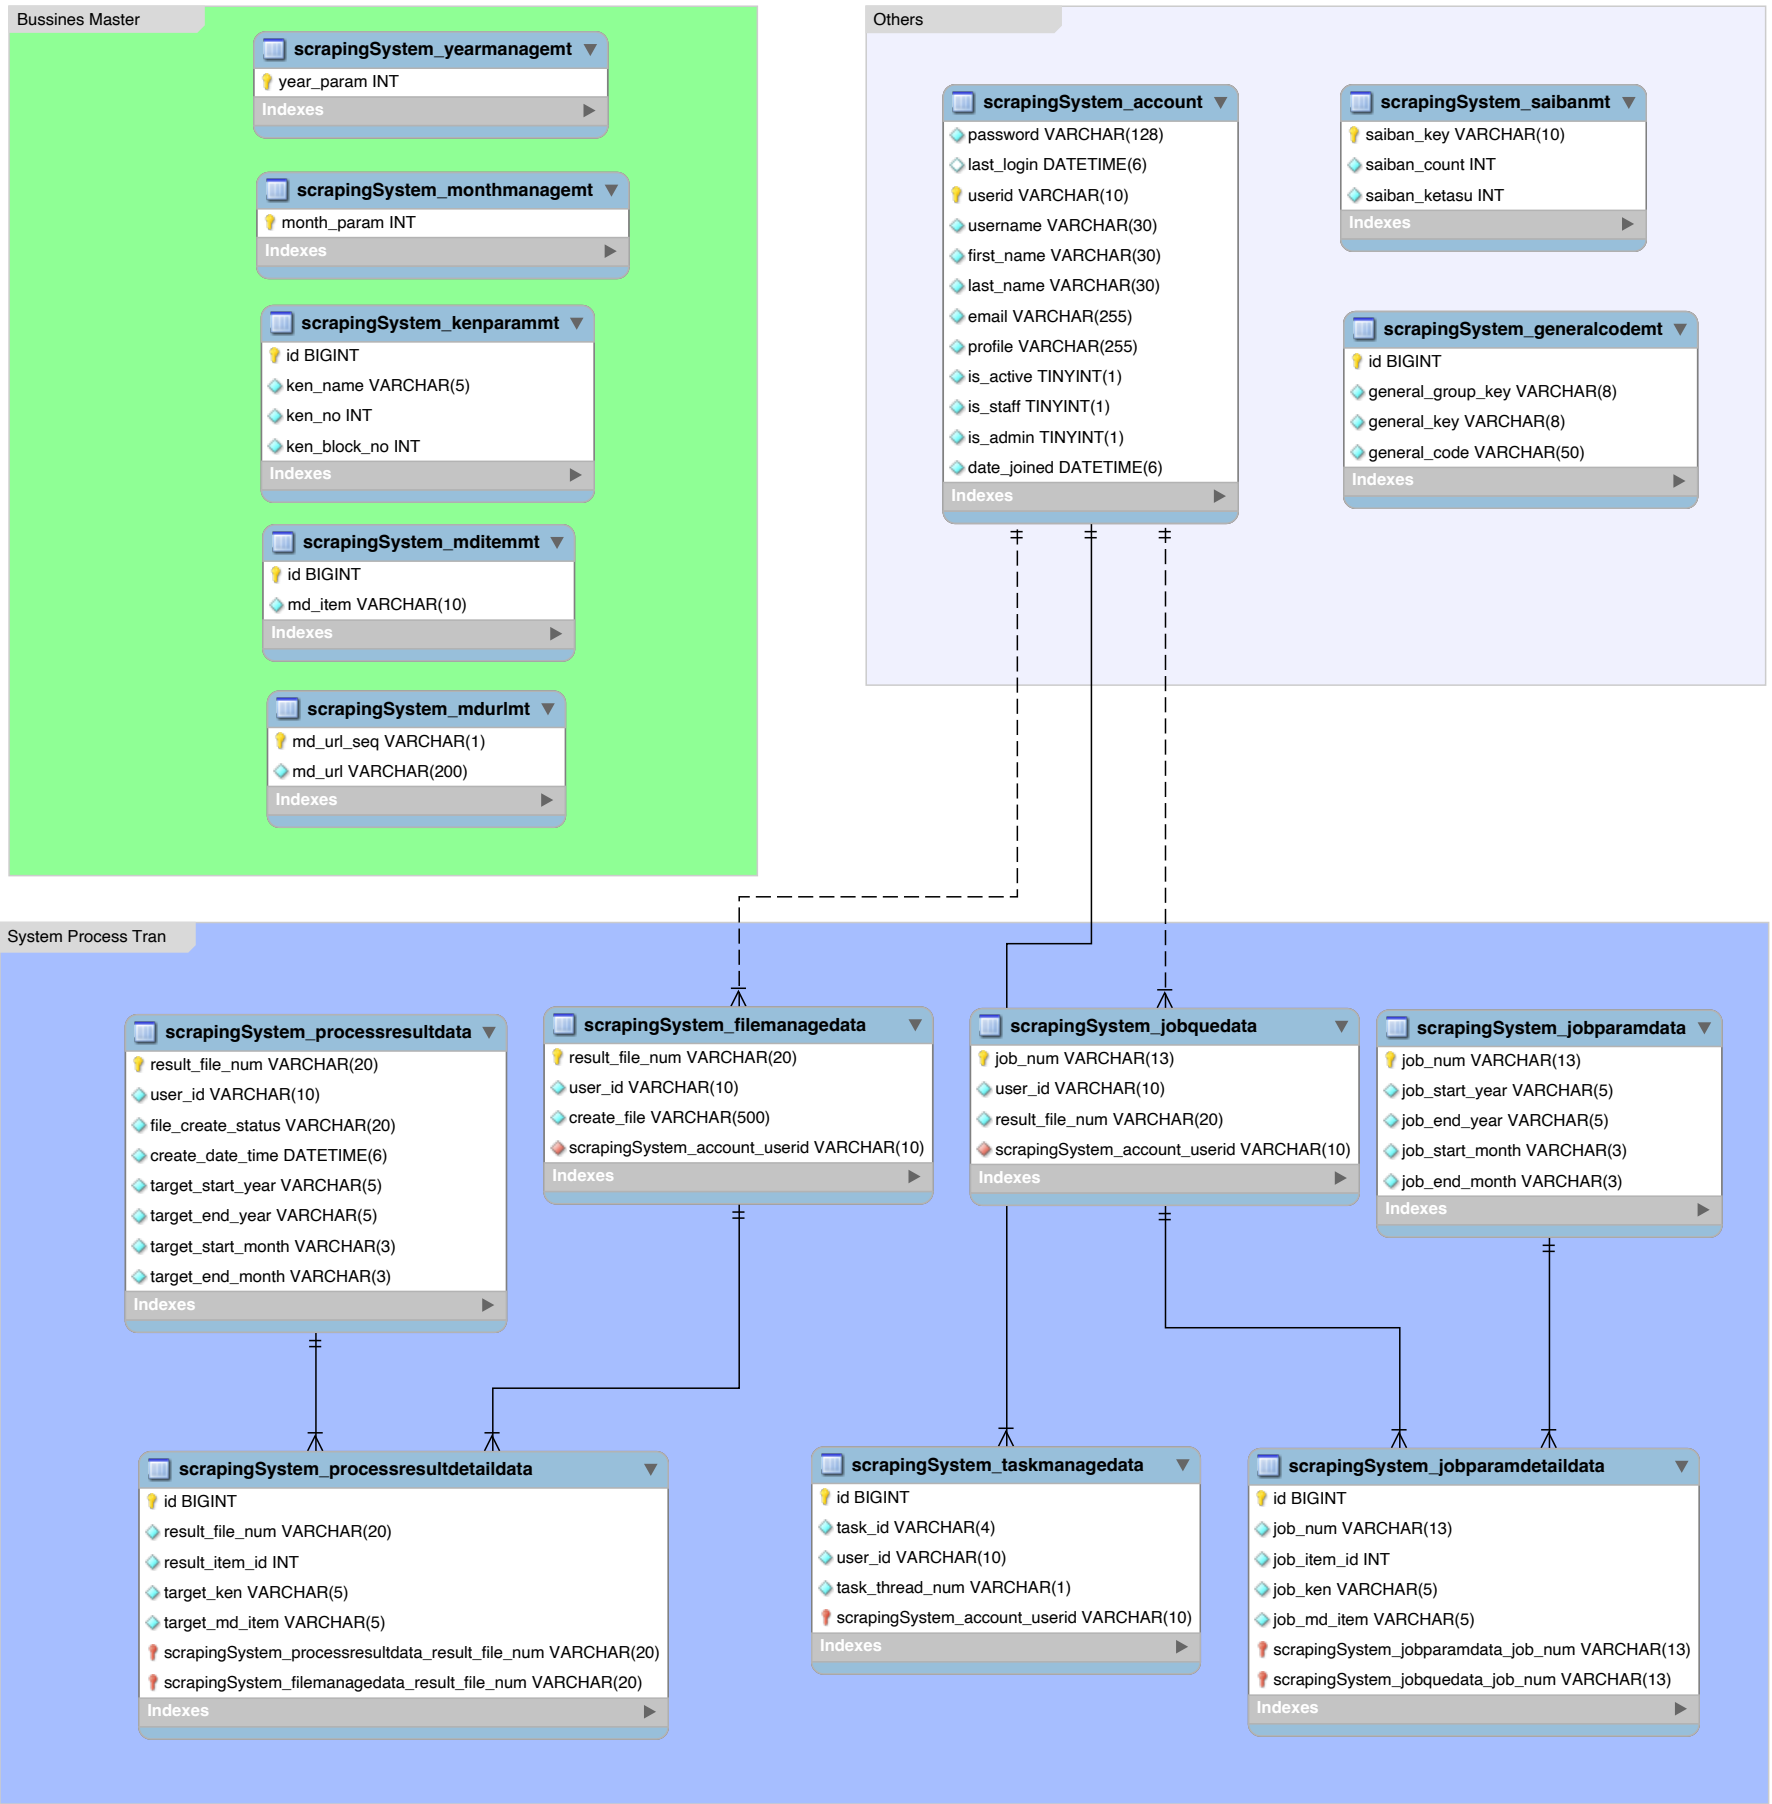 Bussines Master
scrapingSystem_yearmanagemt
year_param INT
Indexes
scrapingSystem_monthmanagemt
month_param INT
Indexes
scrapingSystem_kenparammt
id BIGINT
ken_name VARCHAR(5)
ken_no INT
ken_block_no INT
Indexes
scrapingSystem_mditemmt
id BIGINT
md_item VARCHAR(10)
Indexes
scrapingSystem_mdurlmt
md_url_seq VARCHAR(1)
md_url VARCHAR(200)
Indexes
Others
scrapingSystem_account
password VARCHAR(128)
last_login DATETIME(6)
userid VARCHAR(10)
username VARCHAR(30)
first_name VARCHAR(30)
last_name VARCHAR(30)
email VARCHAR(255)
profile VARCHAR(255)
is_active TINYINT(1)
is_staff TINYINT(1)
is_admin TINYINT(1)
date_joined DATETIME(6)
Indexes
scrapingSystem_saibanmt
saiban_key VARCHAR(10)
saiban_count INT
saiban_ketasu INT
Indexes
scrapingSystem_generalcodemt
id BIGINT
general_group_key VARCHAR(8)
general_key VARCHAR(8)
general_code VARCHAR(50)
Indexes
System Process Tran
scrapingSystem_processresultdata
result_file_num VARCHAR(20)
user_id VARCHAR(10)
file_create_status VARCHAR(20)
create_date_time DATETIME(6)
target_start_year VARCHAR(5)
target_end_year VARCHAR(5)
target_start_month VARCHAR(3)
target_end_month VARCHAR(3)
Indexes
scrapingSystem_filemanagedata
result_file_num VARCHAR(20)
user_id VARCHAR(10)
create_file VARCHAR(500)
scrapingSystem_account_userid VARCHAR(10)
Indexes
scrapingSystem_jobquedata
job_num VARCHAR(13)
user_id VARCHAR(10)
result_file_num VARCHAR(20)
scrapingSystem_account_userid VARCHAR(10)
Indexes
scrapingSystem_jobparamdata
job_num VARCHAR(13)
job_start_year VARCHAR(5)
job_end_year VARCHAR(5)
job_start_month VARCHAR(3)
job_end_month VARCHAR(3)
Indexes
scrapingSystem_processresultdetaildata
id BIGINT
result_file_num VARCHAR(20)
result_item_id INT
target_ken VARCHAR(5)
target_md_item VARCHAR(5)
scrapingSystem_processresultdata_result_file_num VARCHAR(20)
scrapingSystem_filemanagedata_result_file_num VARCHAR(20)
Indexes
scrapingSystem_taskmanagedata
id BIGINT
task_id VARCHAR(4)
user_id VARCHAR(10)
task_thread_num VARCHAR(1)
scrapingSystem_account_userid VARCHAR(10)
Indexes
scrapingSystem_jobparamdetaildata
id BIGINT
job_num VARCHAR(13)
job_item_id INT
job_ken VARCHAR(5)
job_md_item VARCHAR(5)
scrapingSystem_jobparamdata_job_num VARCHAR(13)
scrapingSystem_jobquedata_job_num VARCHAR(13)
Indexes